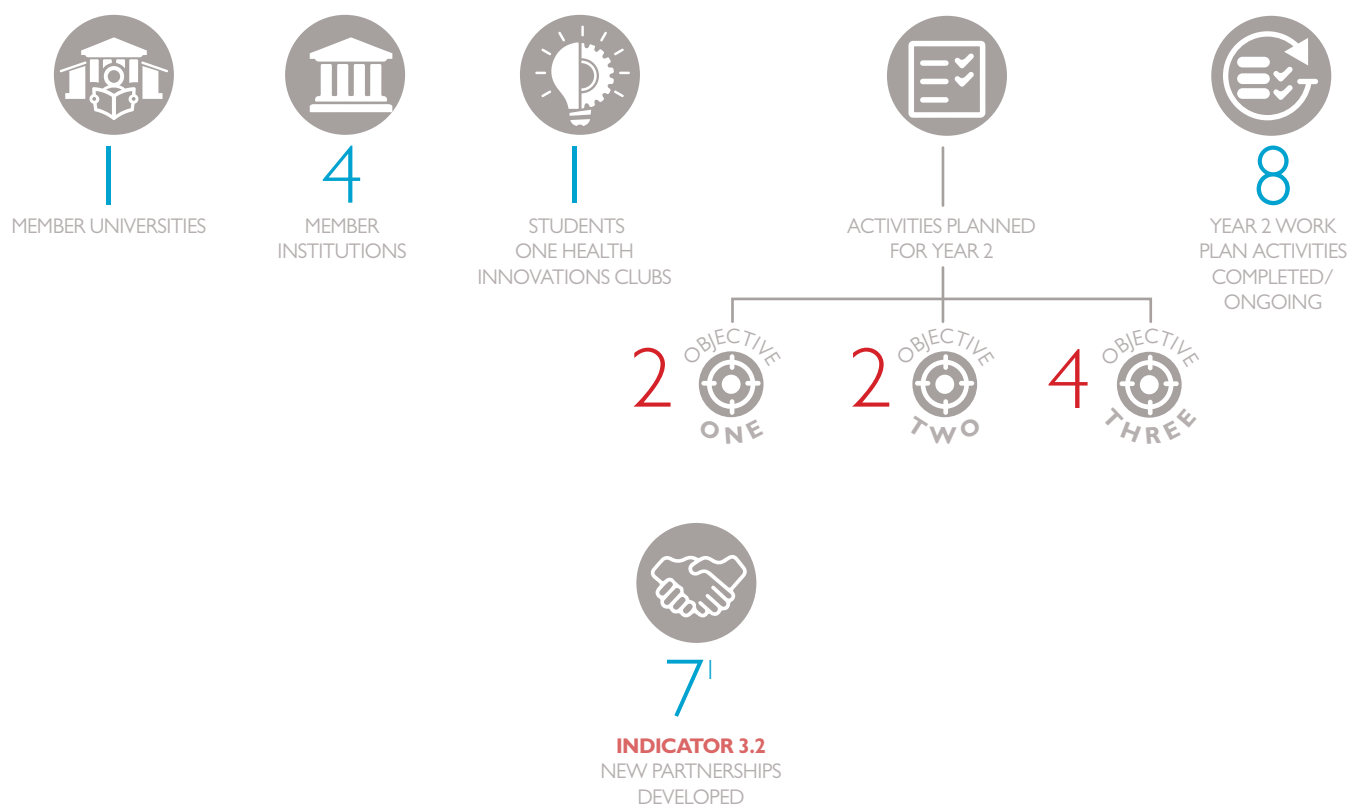 1
MEMBER UNIVERSITIES
4
MEMBER
INSTITUTIONS
1
STUDENTS
ONE HEALTH
INNOVATIONS CLUBS
ACTIVITIES PLANNED
FOR YEAR 2
2
OBJECTIVE
ONE
2
OBJECTIVE
TWO
4
OBJECTIVE
THREE
8
YEAR 2 WORK
PLAN ACTIVITIES
COMPLETED/
ONGOING
7¹
INDICATOR 3.2
NEW PARTNERSHIPS
DEVELOPED